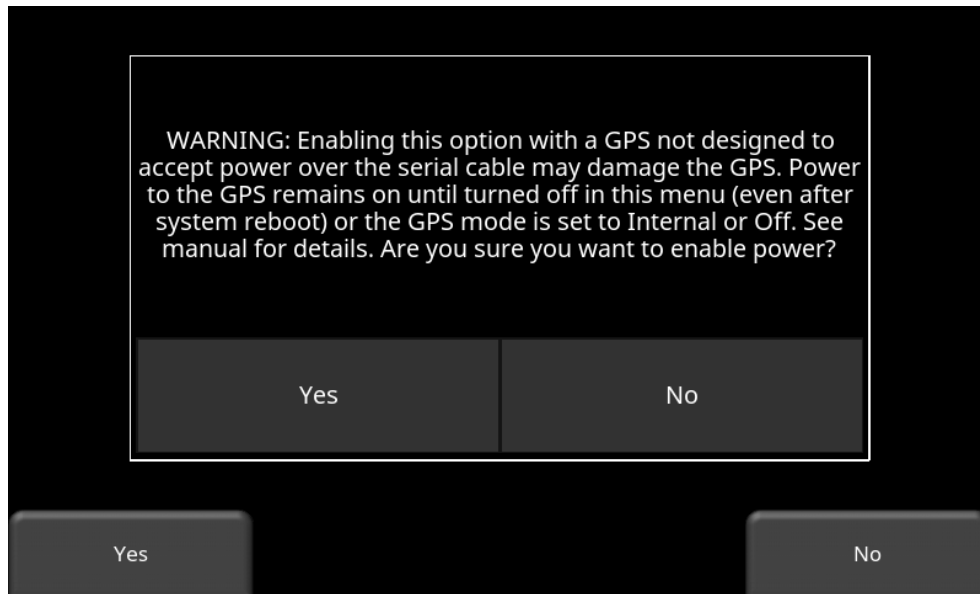 WARNING: Enabling this option with a GPS not designed to
accept power over the serial cable may damage the GPS. Power
to the GPS remains on until turned off in this menu (even after
system reboot) or the GPS mode is set to Internal or Off. See
manual for details. Are you sure you want to enable power?
Yes
No
Yes
No